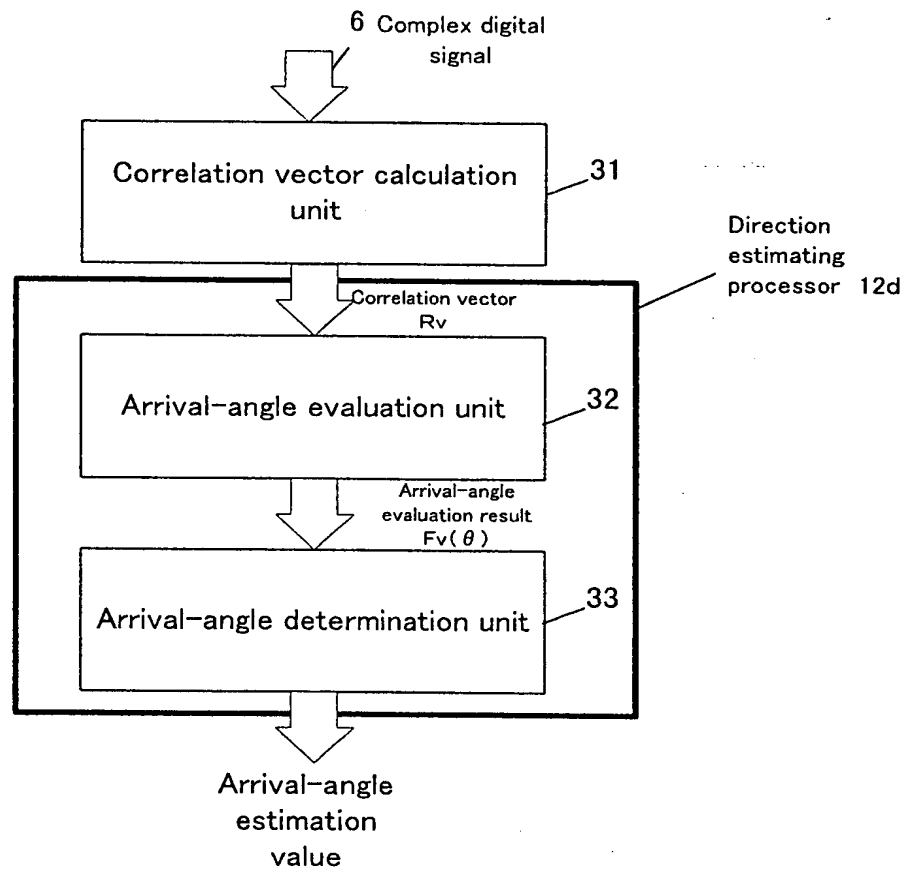 6 Complex digital
signal
Correlation vector calculation
unit
31
Direction
estimating
processor 12d
Correlation vector
Rv
Arrival-angle evaluation unit
32
Arrival-angle
evaluation result
Fv(θ)
Arrival-angle determination unit
33
Arrival-angle
estimation
value